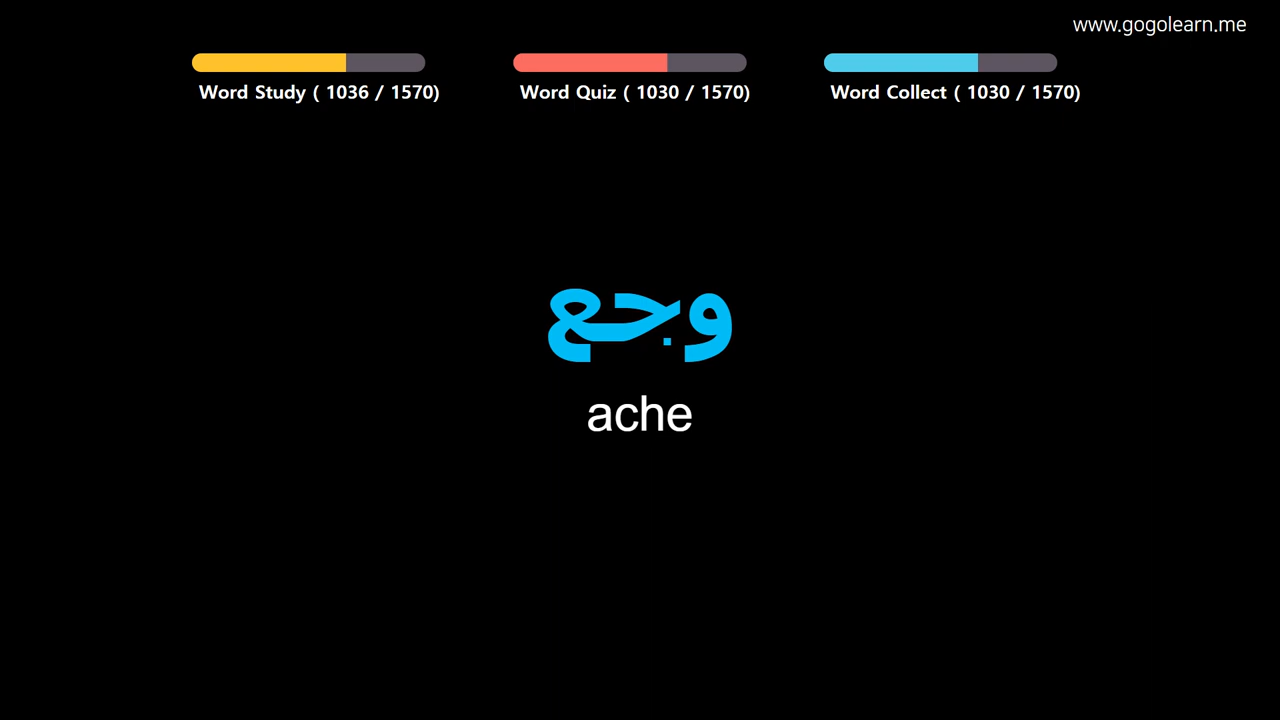 www.gogolearn.me
Word Study ( 1036 / 1570)
Word Quiz ( 1030 / 1570)
Word Collect ( 1030 / 1570)
وجع
ache